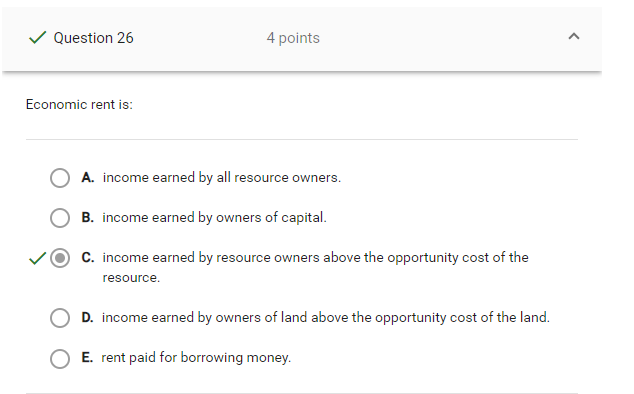 Question 26 4 points
Economic rent is:
A. income earned by all resource owners.
B. income earned by owners of capital.
C. income earned by resource owners above the opportunity cost of the
resource.
D. income earned by owners of land above the opportunity cost of the land.
E. rent paid for borrowing money.